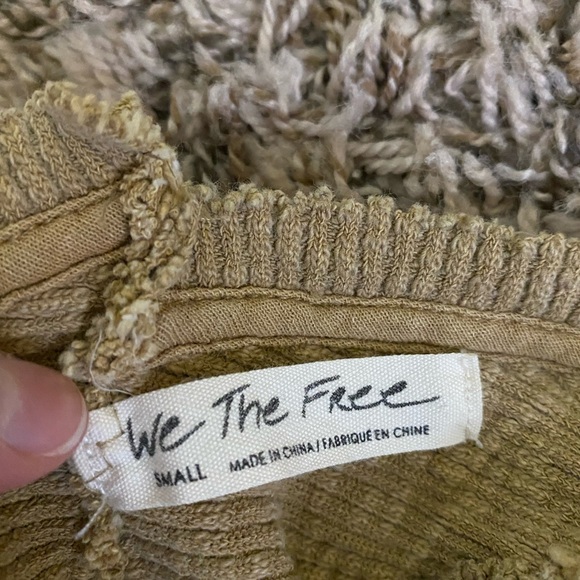 We The Free
SMALL MADE IN CHINA / FABRIQUÉ EN CHINE